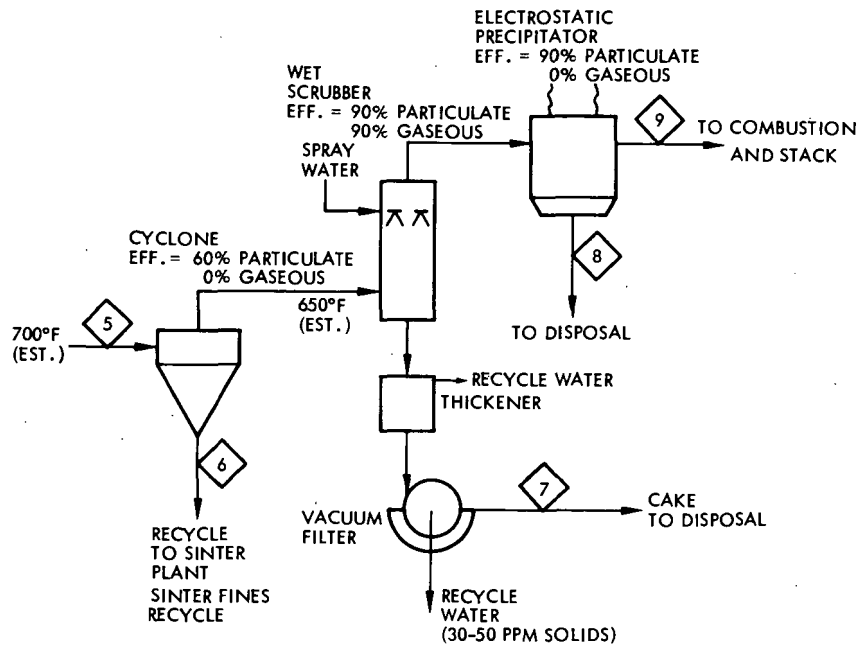 ELECTROSTATIC
PRECIPITATOR
EFF. = 90% PARTICULATE
0% GASEOUS
WET
SCRUBBER
EFF. = 90% PARTICULATE
90% GASEOUS
SPRAY
WATER
9
TO COMBUSTION
AND STACK
CYCLONE
EFF. = 60% PARTICULATE
0% GASEOUS
8
650°F
(EST.)
5
700°F
(EST.)
TO DISPOSAL
RECYCLE WATER
THICKENER
6
7
VACUUM
FILTER
CAKE
TO DISPOSAL
RECYCLE
TO SINTER
PLANT
SINTER FINES
RECYCLE
RECYCLE
WATER
(30-50 PPM SOLIDS)